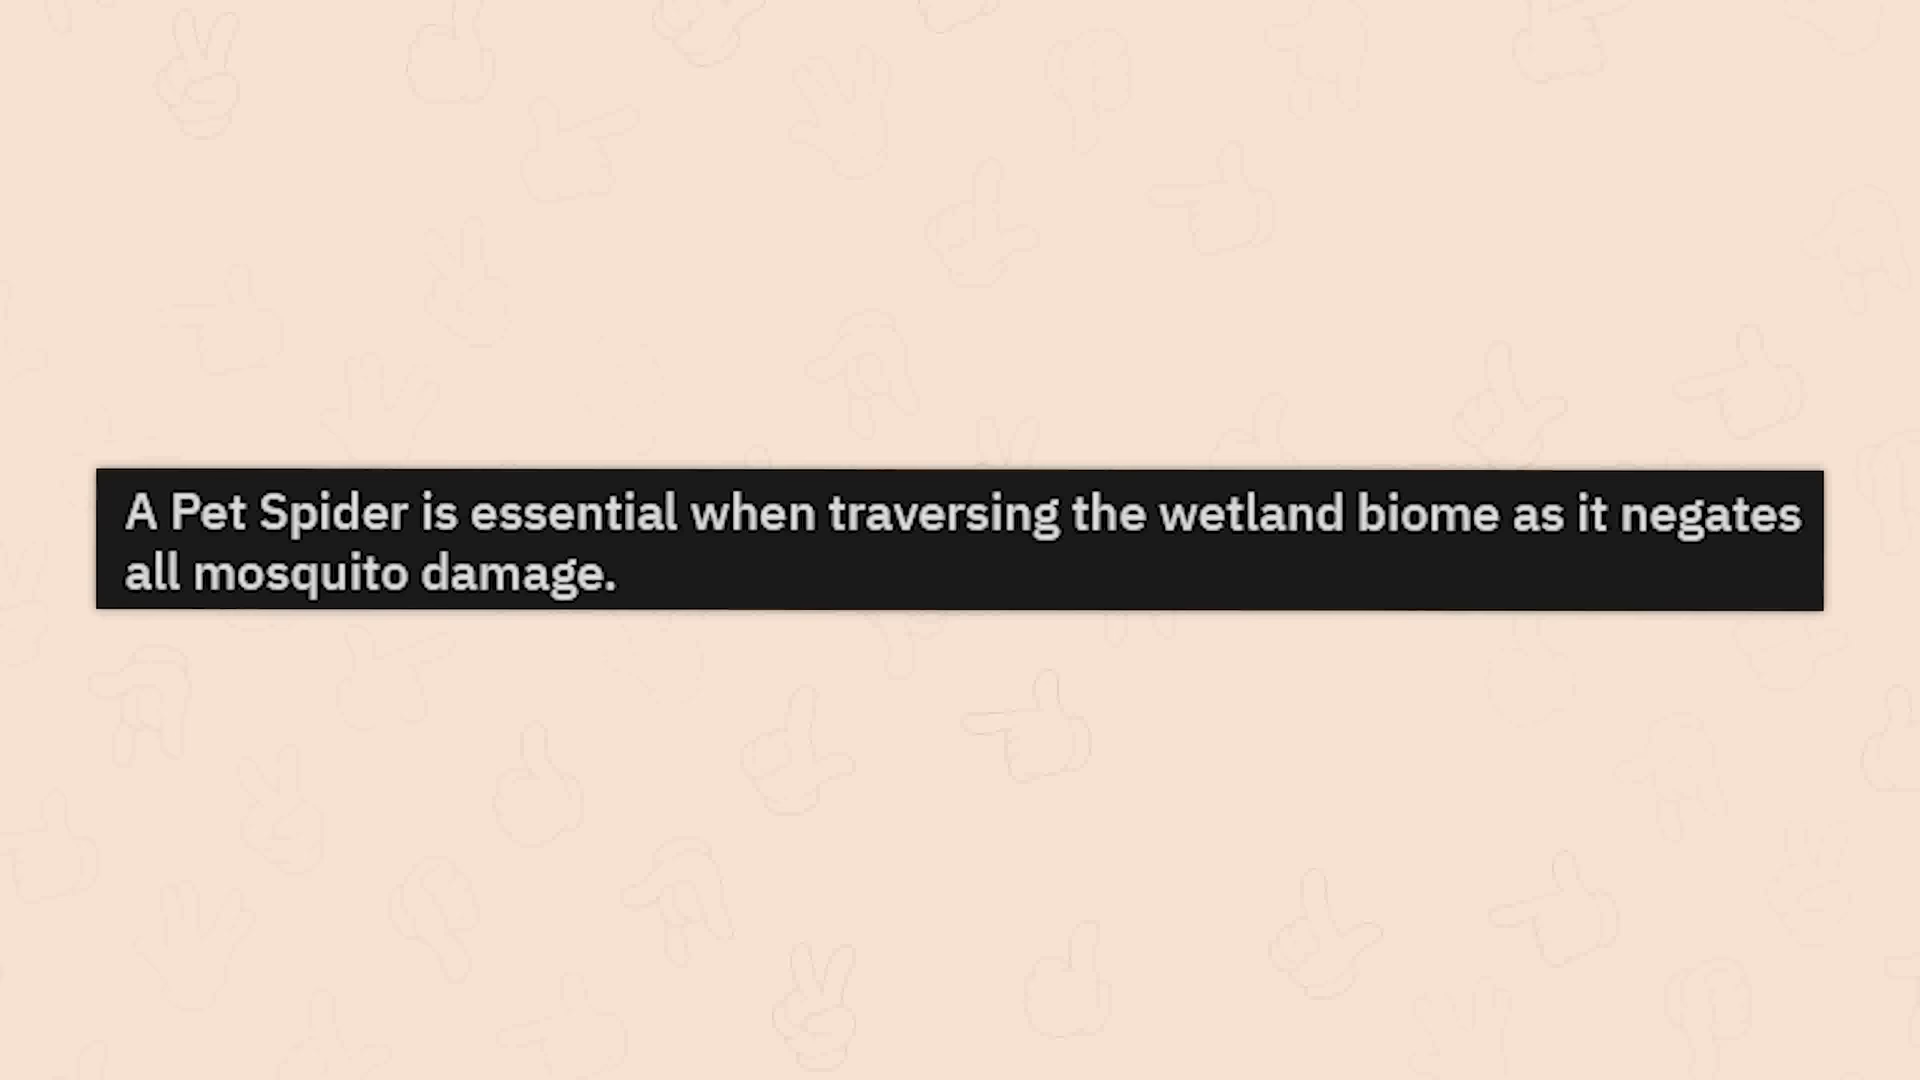 A Pet Spider is essential when traversing the wetland biome as it negates
all mosquito damage.